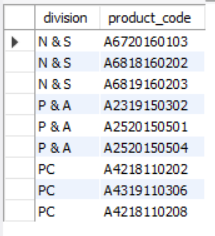 division product_code
N & S A6720160103
N & S A6818160202
N & S A6819160203
P & A A2319150302
P & A A2520150501
P & A A2520150504
PC A4218110202
PC A4319110306
PC A4218110208